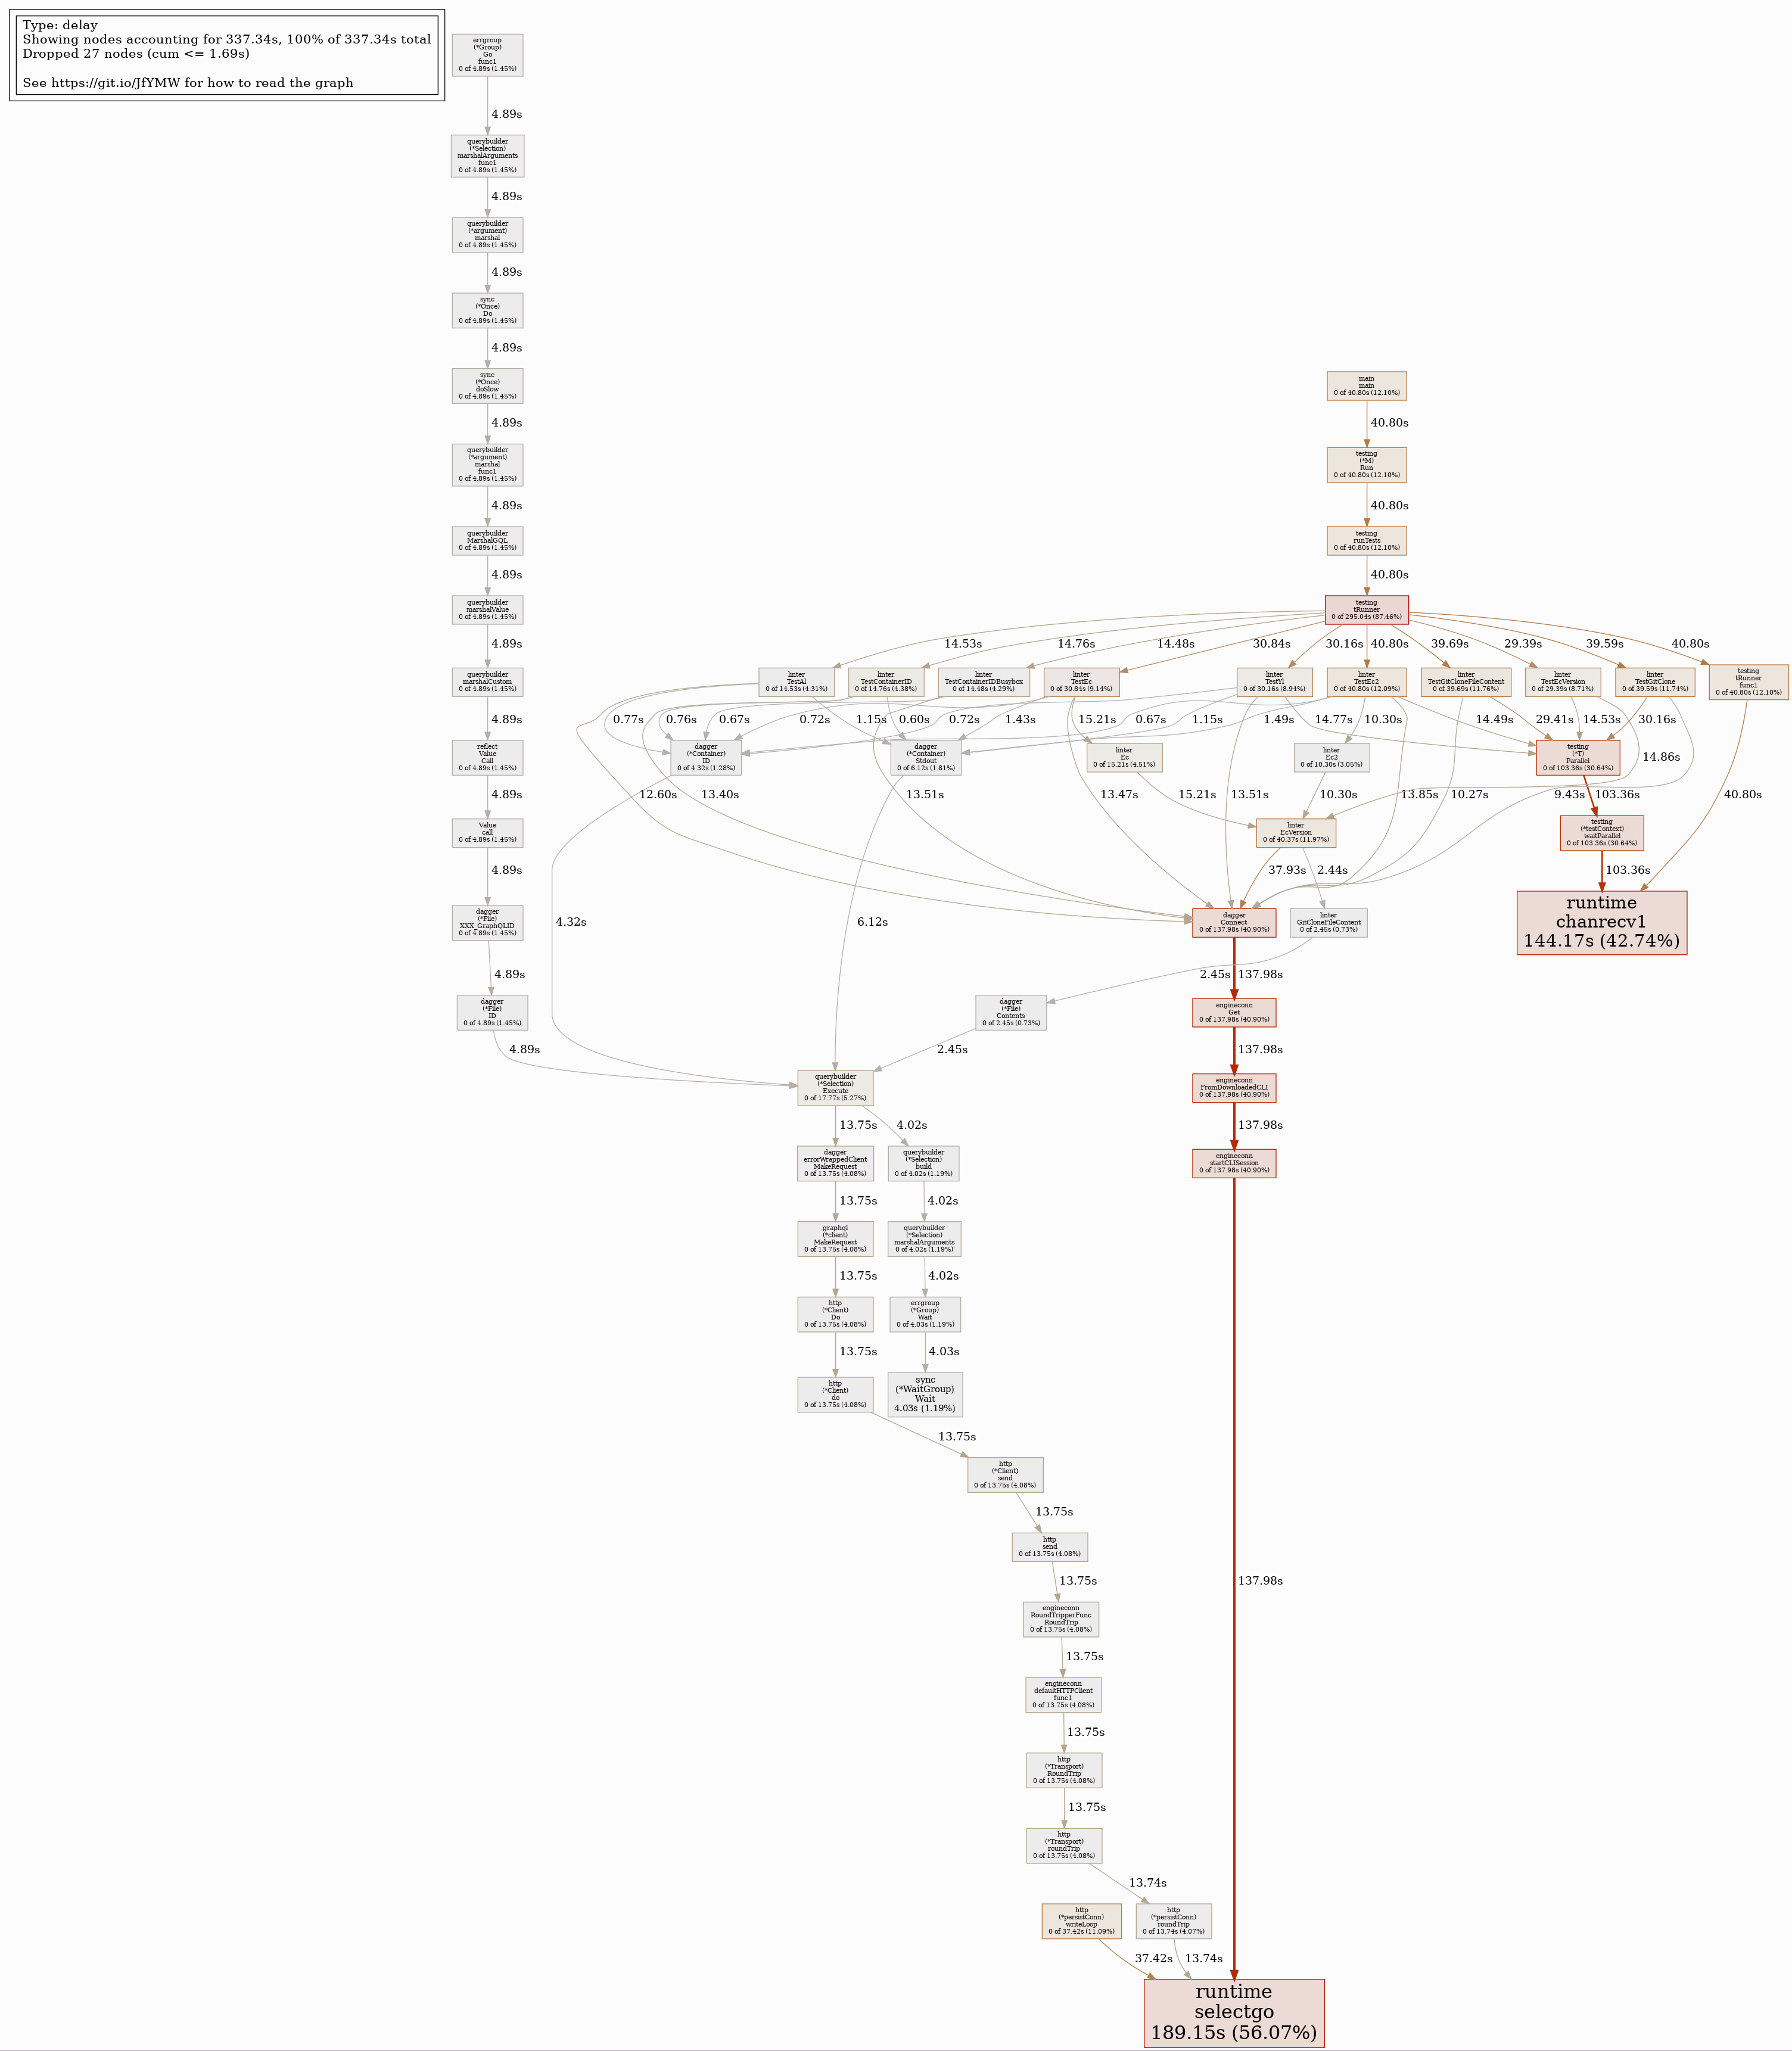 Type: delay
Showing nodes accounting for 337.34s, 100% of 337.34s total
Dropped 27 nodes (cum <= 1.69s)
See https://git.io/JfYMW for how to read the graph
errgroup
(*Group)
Go
func1
0 of 4.89s (1.45%)
4.89s
querybuilder
(*Selection)
marshalArguments
func1
0 of 4.89s (1.45%)
4.89s
querybuilder
(*argument)
marshal
0 of 4.89s (1.45%)
4.89s
sync
(*Once)
Do
0 of 4.89s (1.45%)
4.89s
sync
(*Once)
doSlow
0 of 4.89s (1.45%)
4.89s
querybuilder
(*argument)
marshal
func1
0 of 4.89s (1.45%)
4.89s
querybuilder
MarshalGQL
0 of 4.89s (1.45%)
4.89s
querybuilder
marshalValue
0 of 4.89s (1.45%)
4.89s
querybuilder
marshalCustom
0 of 4.89s (1.45%)
4.89s
reflect
Value
Call
0 of 4.89s (1.45%)
4.89s
Value
call
0 of 4.89s (1.45%)
4.89s
dagger
(*File)
XXX_GraphQLID
0 of 4.89s (1.45%)
4.89s
dagger
(*File)
ID
0 of 4.89s (1.45%)
4.89s
main
main
0 of 40.80s (12.10%)
40.80s
testing
(*M)
Run
0 of 40.80s (12.10%)
40.80s
testing
runTests
0 of 40.80s (12.10%)
40.80s
testing
tRunner
0 of 295.04s (87.46%)
14.53s
14.76s
14.48s
30.84s
30.16s
40.80s
39.69s
29.39s
39.59s
40.80s
linter
TestAl
0 of 14.53s (4.31%)
linter
TestContainerID
0 of 14.76s (4.38%)
linter
TestContainerIDBusybox
0 of 14.48s (4.29%)
linter
TestEc
0 of 30.84s (9.14%)
linter
TestYl
0 of 30.16s (8.94%)
linter
TestEc2
0 of 40.80s (12.09%)
linter
TestGitCloneFileContent
0 of 39.69s (11.76%)
linter
TestEcVersion
0 of 29.39s (8.71%)
linter
TestGitClone
0 of 39.59s (11.74%)
testing
tRunner
func1
0 of 40.80s (12.10%)
0.77s
0.76s
0.67s
0.72s
1.15s
0.60s
0.72s
1.43s
15.21s
0.67s
1.15s
1.49s
14.77s
10.30s
14.49s
29.41s
14.53s
30.16s
dagger
(*Container)
ID
0 of 4.32s (1.28%)
dagger
(*Container)
Stdout
0 of 6.12s (1.81%)
linter
Ec
0 of 15.21s (4.51%)
linter
Ec2
0 of 10.30s (3.05%)
testing
(*T)
Parallel
0 of 103.36s (30.64%)
14.86s
12.60s
13.40s
13.51s
13.47s
15.21s
13.51s
10.30s
13.85s
10.27s
9.43s
103.36s
40.80s
linter
EcVersion
0 of 40.37s (11.97%)
testing
(*testContext)
waitParallel
0 of 103.36s (30.64%)
37.93s
2.44s
103.36s
4.32s
6.12s
dagger
Connect
0 of 137.98s (40.90%)
linter
GitCloneFileContent
0 of 2.45s (0.73%)
runtime
chanrecv1
144.17s (42.74%)
2.45s
137.98s
dagger
(*File)
Contents
0 of 2.45s (0.73%)
engineconn
Get
0 of 137.98s (40.90%)
2.45s
137.98s
querybuilder
(*Selection)
Execute
0 of 17.77s (5.27%)
engineconn
FromDownloadedCLI
0 of 137.98s (40.90%)
13.75s
4.02s
137.98s
dagger
errorWrappedClient
MakeRequest
0 of 13.75s (4.08%)
querybuilder
(*Selection)
build
0 of 4.02s (1.19%)
engineconn
startCLISession
0 of 137.98s (40.90%)
13.75s
4.02s
graphql
(*client)
MakeRequest
0 of 13.75s (4.08%)
querybuilder
(*Selection)
marshalArguments
0 of 4.02s (1.19%)
13.75s
4.02s
http
(*Client)
Do
0 of 13.75s (4.08%)
errgroup
(*Group)
Wait
0 of 4.03s (1.19%)
13.75s
4.03s
http
(*Client)
do
0 of 13.75s (4.08%)
sync
(*WaitGroup)
Wait
4.03s (1.19%)
13.75s
http
(*Client)
send
0 of 13.75s (4.08%)
13.75s
http
send
0 of 13.75s (4.08%)
13.75s
137.98s
engineconn
RoundTripperFunc
RoundTrip
0 of 13.75s (4.08%)
13.75s
engineconn
defaultHTTPClient
func1
0 of 13.75s (4.08%)
13.75s
http
(*Transport)
RoundTrip
0 of 13.75s (4.08%)
13.75s
http
(*Transport)
roundTrip
0 of 13.75s (4.08%)
13.74s
http
(*persistConn)
writeLoop
0 of 37.42s (11.09%)
http
(*persistConn)
roundTrip
0 of 13.74s (4.07%)
37.42s
13.74s
runtime
selectgo
189.15s (56.07%)